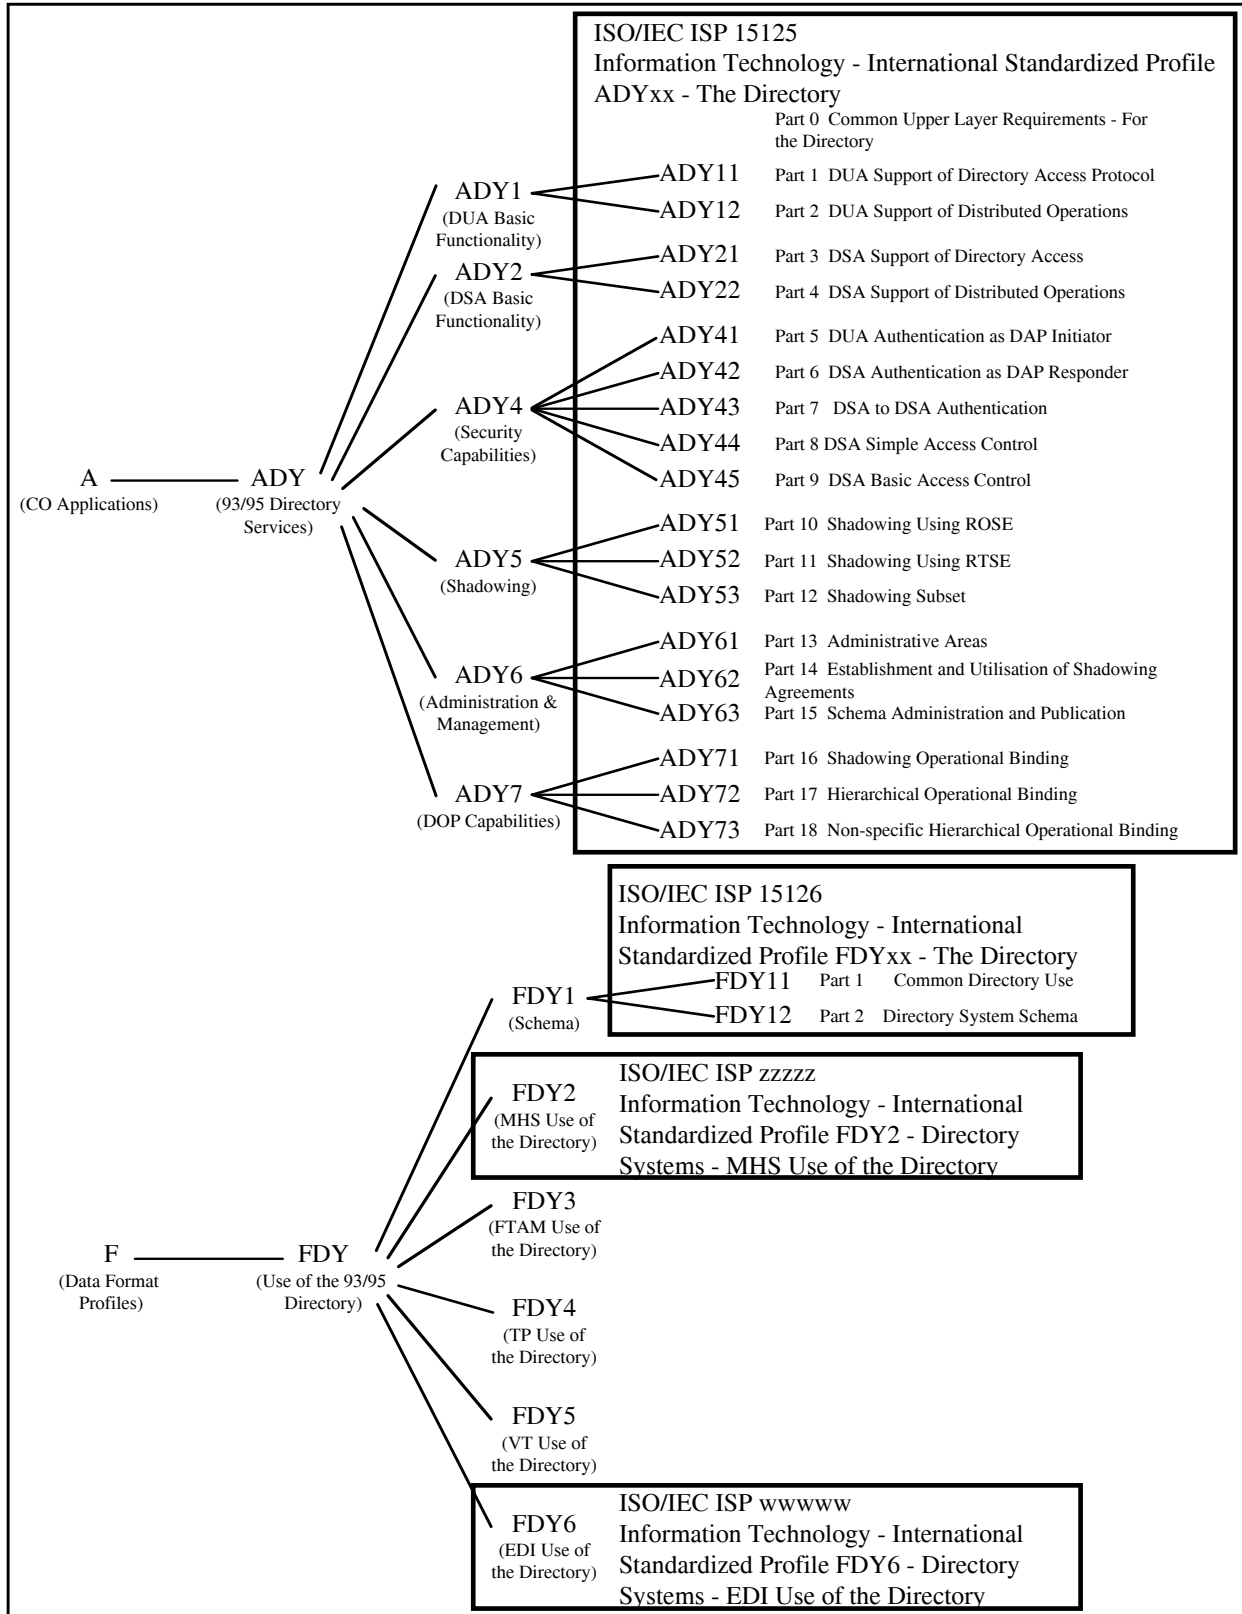 ISO/IEC ISP 15125
Information Technology - International Standardized Profile
ADYxx - The Directory
Part 0 Common Upper Layer Requirements - For
the Directory
ADY1
(DUA Basic
Functionality)
ADY11 Part 1 DUA Support of Directory Access Protocol
ADY12 Part 2 DUA Support of Distributed Operations
ADY2
(DSA Basic
Functionality)
ADY21 Part 3 DSA Support of Directory Access
ADY22 Part 4 DSA Support of Distributed Operations
ADY4
(Security
Capabilities)
ADY41 Part 5 DUA Authentication as DAP Initiator
ADY42 Part 6 DSA Authentication as DAP Responder
ADY43 Part 7 DSA to DSA Authentication
ADY44 Part 8 DSA Simple Access Control
ADY45 Part 9 DSA Basic Access Control
A
(CO Applications)
ADY
(93/95 Directory
Services)
ADY5
(Shadowing)
ADY51 Part 10 Shadowing Using ROSE
ADY52 Part 11 Shadowing Using RTSE
ADY53 Part 12 Shadowing Subset
ADY6
(Administration &
Management)
ADY61 Part 13 Administrative Areas
ADY62 Part 14 Establishment and Utilisation of Shadowing
Agreements
ADY63 Part 15 Schema Administration and Publication
ADY7
(DOP Capabilities)
ADY71 Part 16 Shadowing Operational Binding
ADY72 Part 17 Hierarchical Operational Binding
ADY73 Part 18 Non-specific Hierarchical Operational Binding
ISO/IEC ISP 15126
Information Technology - International
Standardized Profile FDYxx - The Directory
FDY1
(Schema)
FDY11 Part 1 Common Directory Use
FDY12 Part 2 Directory System Schema
FDY2
(MHS Use of
the Directory)
ISO/IEC ISP zzzzz
Information Technology - International
Standardized Profile FDY2 - Directory
Systems - MHS Use of the Directory
FDY3
(FTAM Use of
the Directory)
F
(Data Format
Profiles)
FDY
(Use of the 93/95
Directory)
FDY4
(TP Use of
the Directory)
FDY5
(VT Use of
the Directory)
FDY6
(EDI Use of
the Directory)
ISO/IEC ISP wwwww
Information Technology - International
Standardized Profile FDY6 - Directory
Systems - EDI Use of the Directory